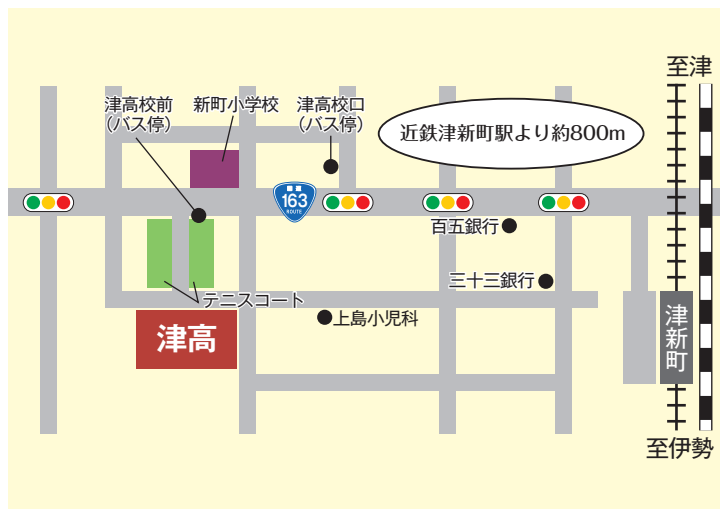 至津
津高校前
（バス停）
新町小学校
津高校口
（バス停）
近鉄津新町駅より約800m
163
ROUTE
百五銀行
三十三銀行
テニスコート
上島小児科
津高
津新町
至伊勢